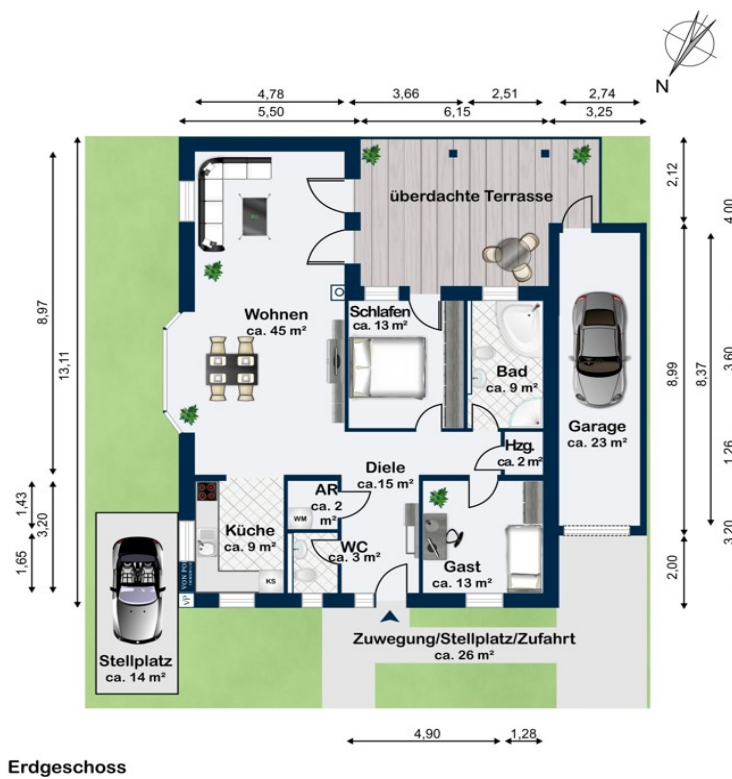 N
4,78
3,66
2,51
2,74
5,50
6,15
3,25
überdachte Terrasse
2,12
4,00
Wohnen
ca. 45 m²
Schlafen
ca. 13 m²
8,97
13,11
Bad
ca. 9 m²
8,99
8,37
3,60
Garage
ca. 23 m²
Hzg.
ca. 2 m²
1,26
Diele
ca.15 m²
AR
ca. 2
m²
WM
1,43
3,20
1,65
Küche
ca. 9 m²
KS
WC
ca. 3 m²
Gast
ca. 13 m²
3,20
2,00
VP
VON PO
Stellplatz
ca. 14 m²
Zuwegung/Stellplatz/Zufahrt
ca. 26 m²
4,90
1,28
Erdgeschoss